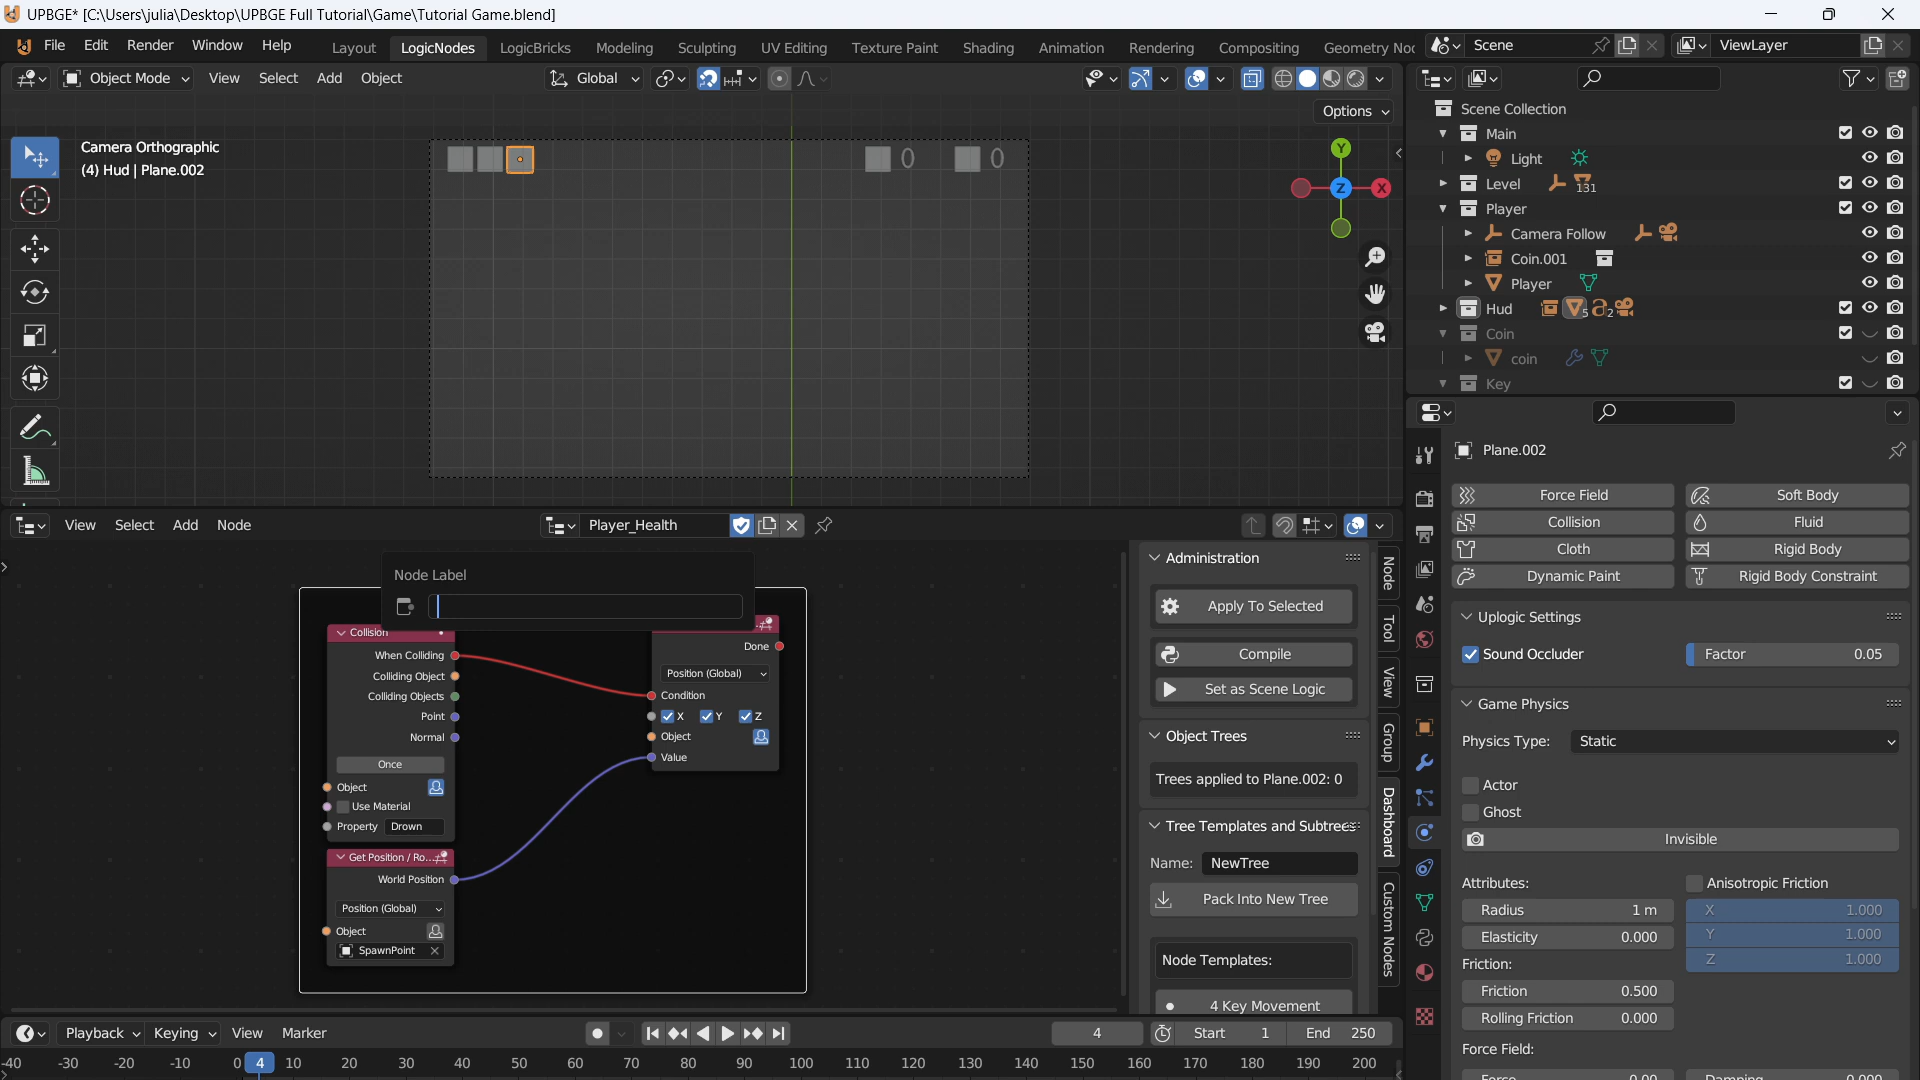 UPBGE* [C:\Users\julia\Desktop\UPBGE Full Tutorial\Game\Tutorial Game.blend]
File Edit Render Window Help Layout LogicNodes LogicBricks Modeling Sculpting UV Editing Texture Paint Shading Animation Rendering Compositing Geometry Noc Scene ViewLayer
Object Mode View Select Add Object Global
Options
Camera Orthographic
(4) Hud | Plane.002
0 0
Y
Z X
Scene Collection
Main
Light
Level 131
Player
Camera Follow
Coin.001
Player
Hud 5 2
Coin
coin
Key
View Select Add Node Player_Health
Node Label
Collision
When Colliding
Colliding Object
Colliding Objects
Point
Normal
Once
Object
Use Material
Property Drown
Get Position / Ro...
World Position
Position (Global)
Object
SpawnPoint
Done
Position (Global)
Condition
X Y Z
Object
Value
Administration
Apply To Selected
Compile
Set as Scene Logic
Object Trees
Trees applied to Plane.002: 0
Tree Templates and Subtrees
Name: NewTree
Pack Into New Tree
Node Templates:
4 Key Movement
Node
Tool
View
Group
Dashboard
Custom Nodes
Plane.002
Force Field Soft Body
Collision Fluid
Cloth Rigid Body
Dynamic Paint Rigid Body Constraint
Uplogic Settings
Sound Occluder Factor 0.05
Game Physics
Physics Type: Static
Actor
Ghost
Invisible
Attributes: Anisotropic Friction
Radius 1 m X 1.000
Elasticity 0.000 Y 1.000
Friction: Z 1.000
Friction 0.500
Rolling Friction 0.000
Force Field:
Force 0.00 Damping 0.000
Playback Keying View Marker 4 Start 1 End 250
-40 -30 -20 -10 0 4 10 20 30 40 50 60 70 80 90 100 110 120 130 140 150 160 170 180 190 200